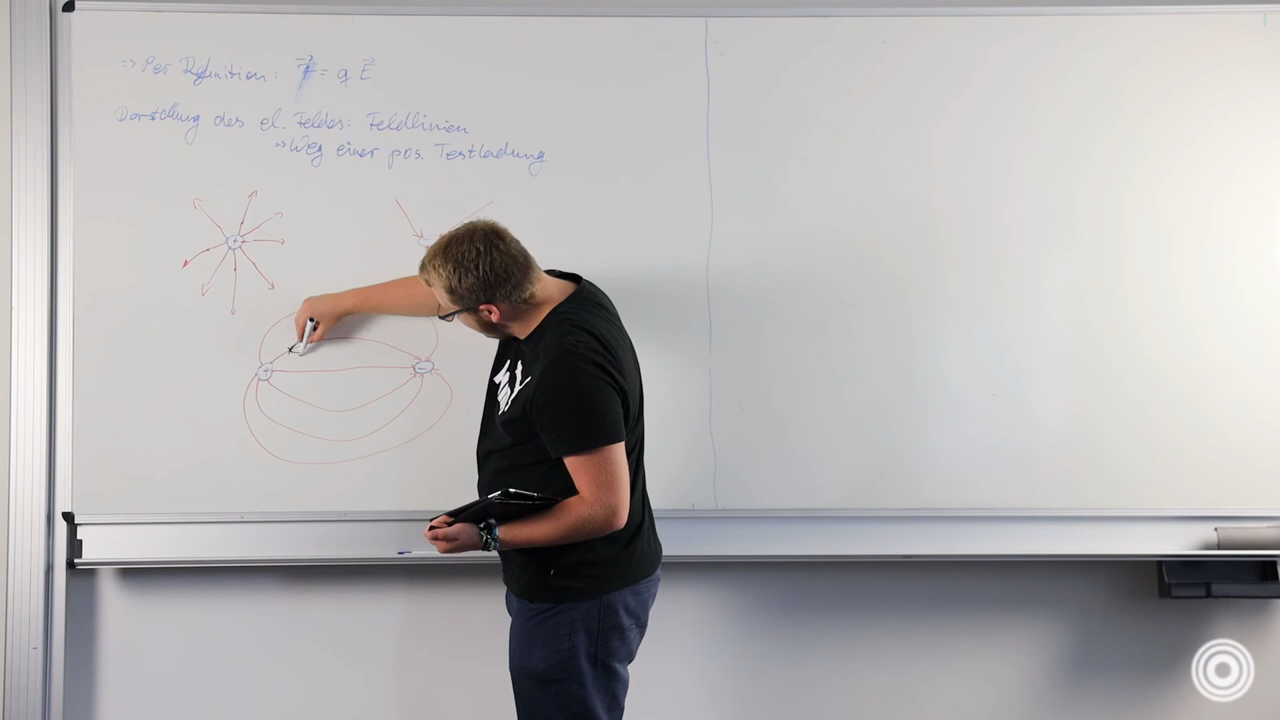 => Per Definition: F⃗ = q E⃗
Darstellung des el. Feldes: Feldlinien
=> Weg einer pos. Testladung
+
+ −